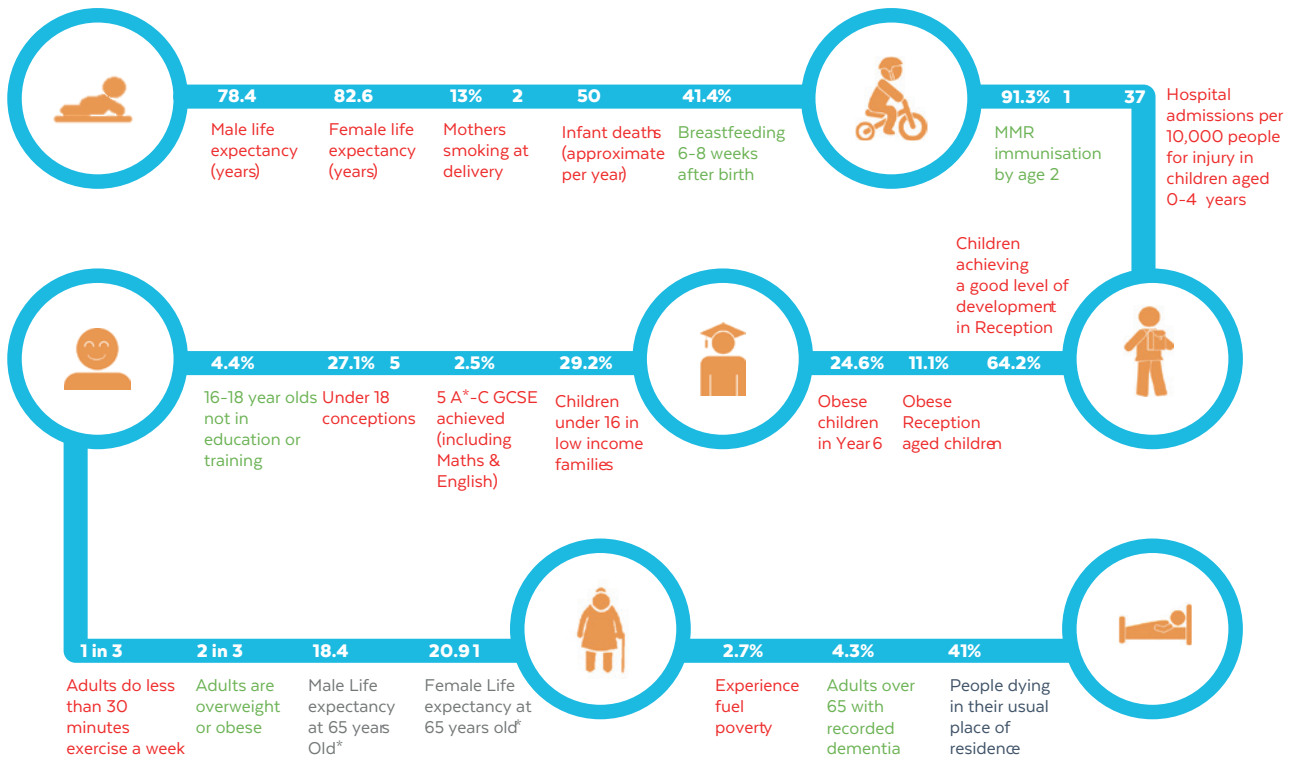 78.4
82.6
13%
2
50
41.4%
91.3%
1
37
Male life
expectancy
(years)
Female life
expectancy
(years)
Mothers
smoking at
delivery
Infant deaths
(approximate
per year)
Breastfeeding
6-8 weeks
after birth
MMR
immunisation
by age 2
Hospital
admissions per
10,000 people
for injury in
children aged
0-4 years
Children
achieving
a good level of
development
in Reception
4.4%
27.1%
5
2.5%
29.2%
24.6%
11.1%
64.2%
16-18 year olds
not in
education or
training
Under 18
conceptions
5 A*-C GCSE
achieved
(including
Maths &
English)
Children
under 16 in
low income
families
Obese
children
in Year 6
Obese
Reception
aged children
1 in 3
2 in 3
18.4
20.91
2.7%
4.3%
41%
Adults do less
than 30
minutes
exercise a week
Adults are
overweight
or obese
Male Life
expectancy
at 65 years
Old*
Female Life
expectancy at
65 years old*
Experience
fuel
poverty
Adults over
65 with
recorded
dementia
People dying
in their usual
place of
residence